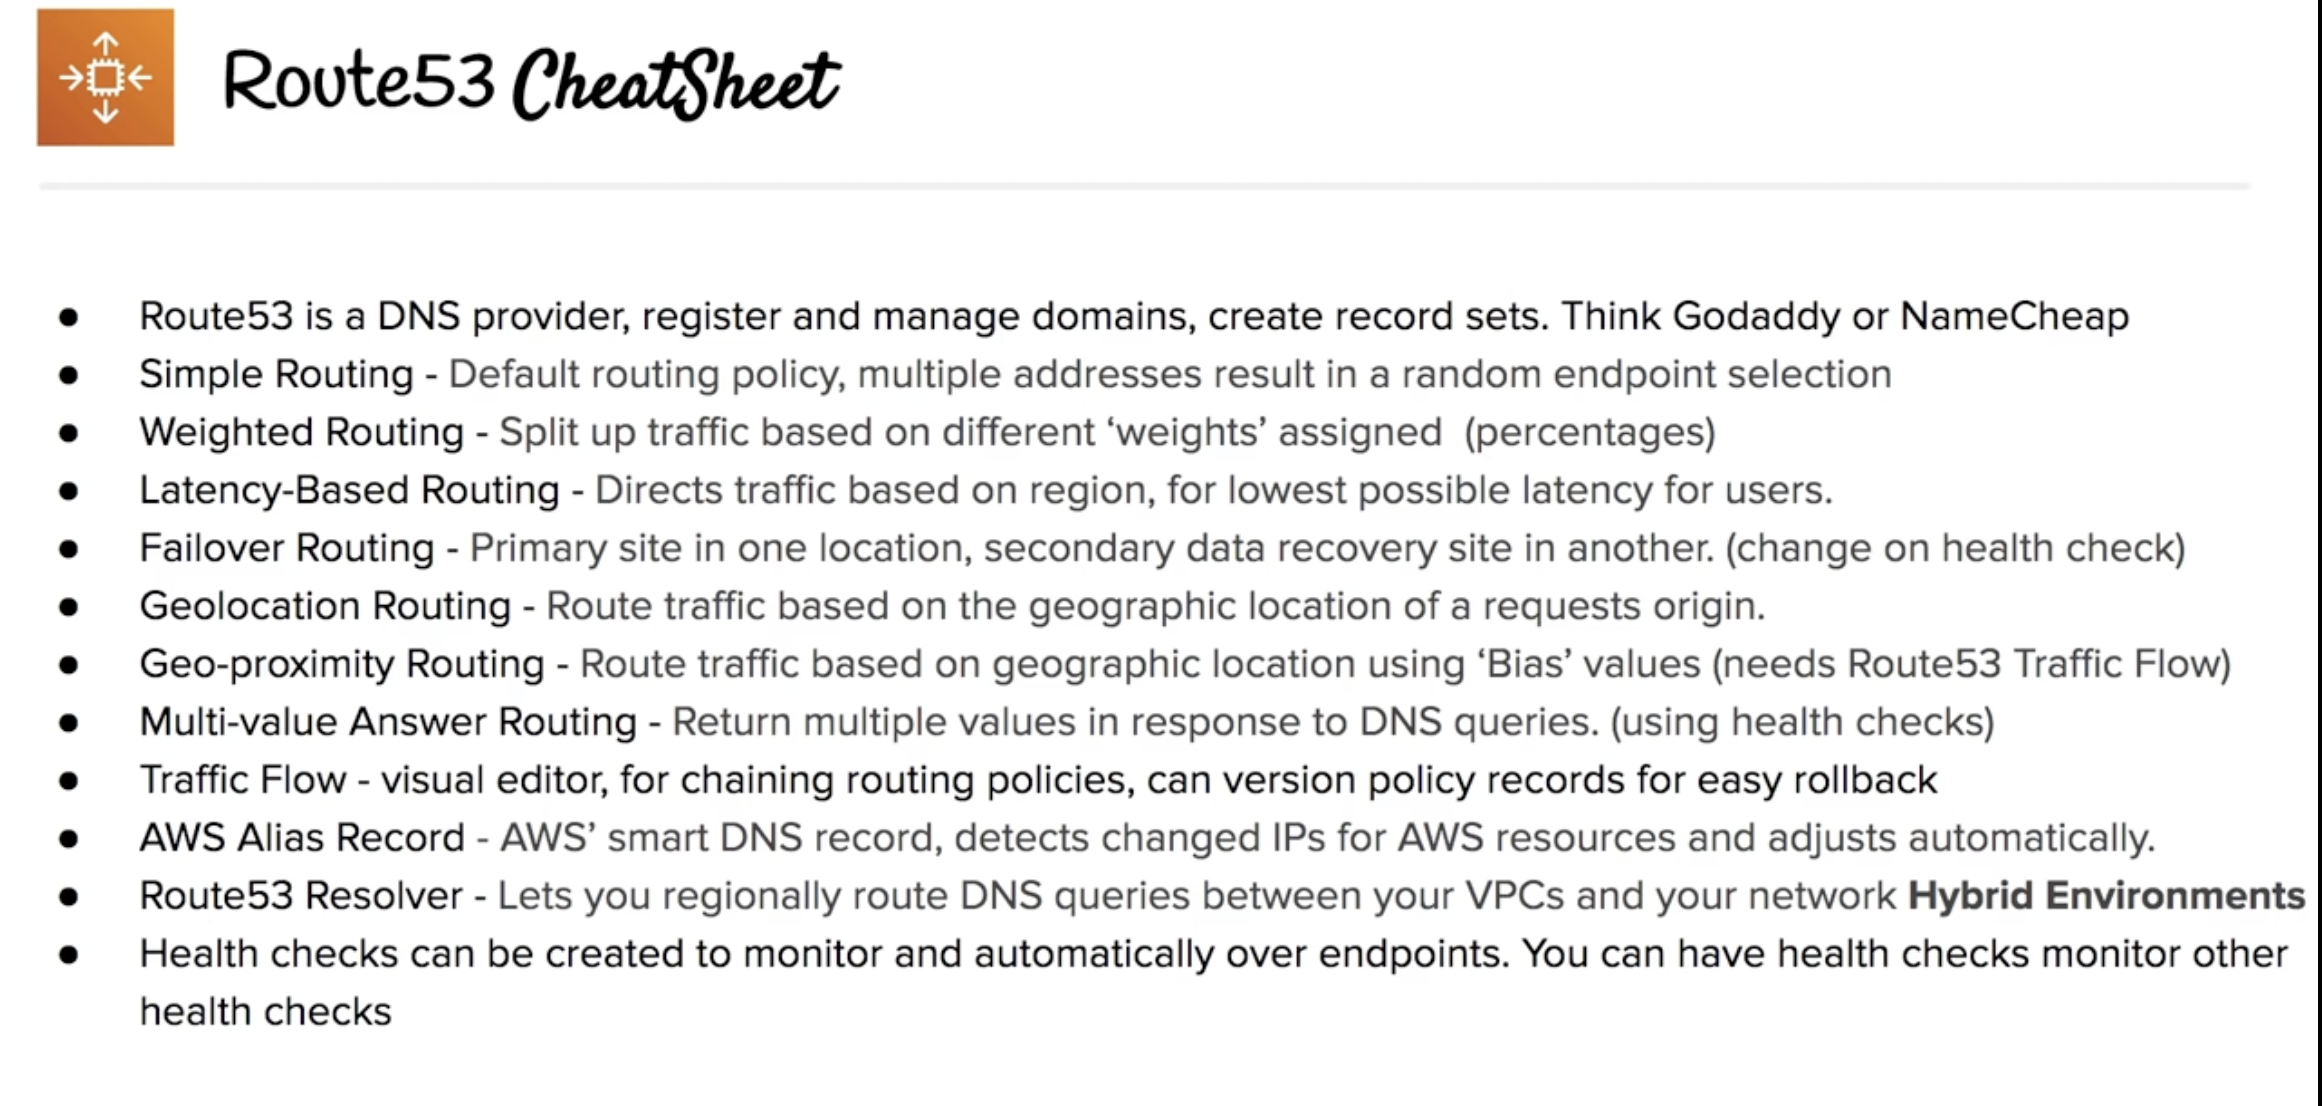 Route53 CheatSheet
● Route53 is a DNS provider, register and manage domains, create record sets. Think Godaddy or NameCheap
● Simple Routing - Default routing policy, multiple addresses result in a random endpoint selection
● Weighted Routing - Split up traffic based on different ‘weights’ assigned  (percentages)
● Latency-Based Routing - Directs traffic based on region, for lowest possible latency for users.
● Failover Routing - Primary site in one location, secondary data recovery site in another. (change on health check)
● Geolocation Routing - Route traffic based on the geographic location of a requests origin.
● Geo-proximity Routing - Route traffic based on geographic location using ‘Bias’ values (needs Route53 Traffic Flow)
● Multi-value Answer Routing - Return multiple values in response to DNS queries. (using health checks)
● Traffic Flow - visual editor, for chaining routing policies, can version policy records for easy rollback
● AWS Alias Record - AWS’ smart DNS record, detects changed IPs for AWS resources and adjusts automatically.
● Route53 Resolver - Lets you regionally route DNS queries between your VPCs and your network Hybrid Environments
● Health checks can be created to monitor and automatically over endpoints. You can have health checks monitor other
health checks